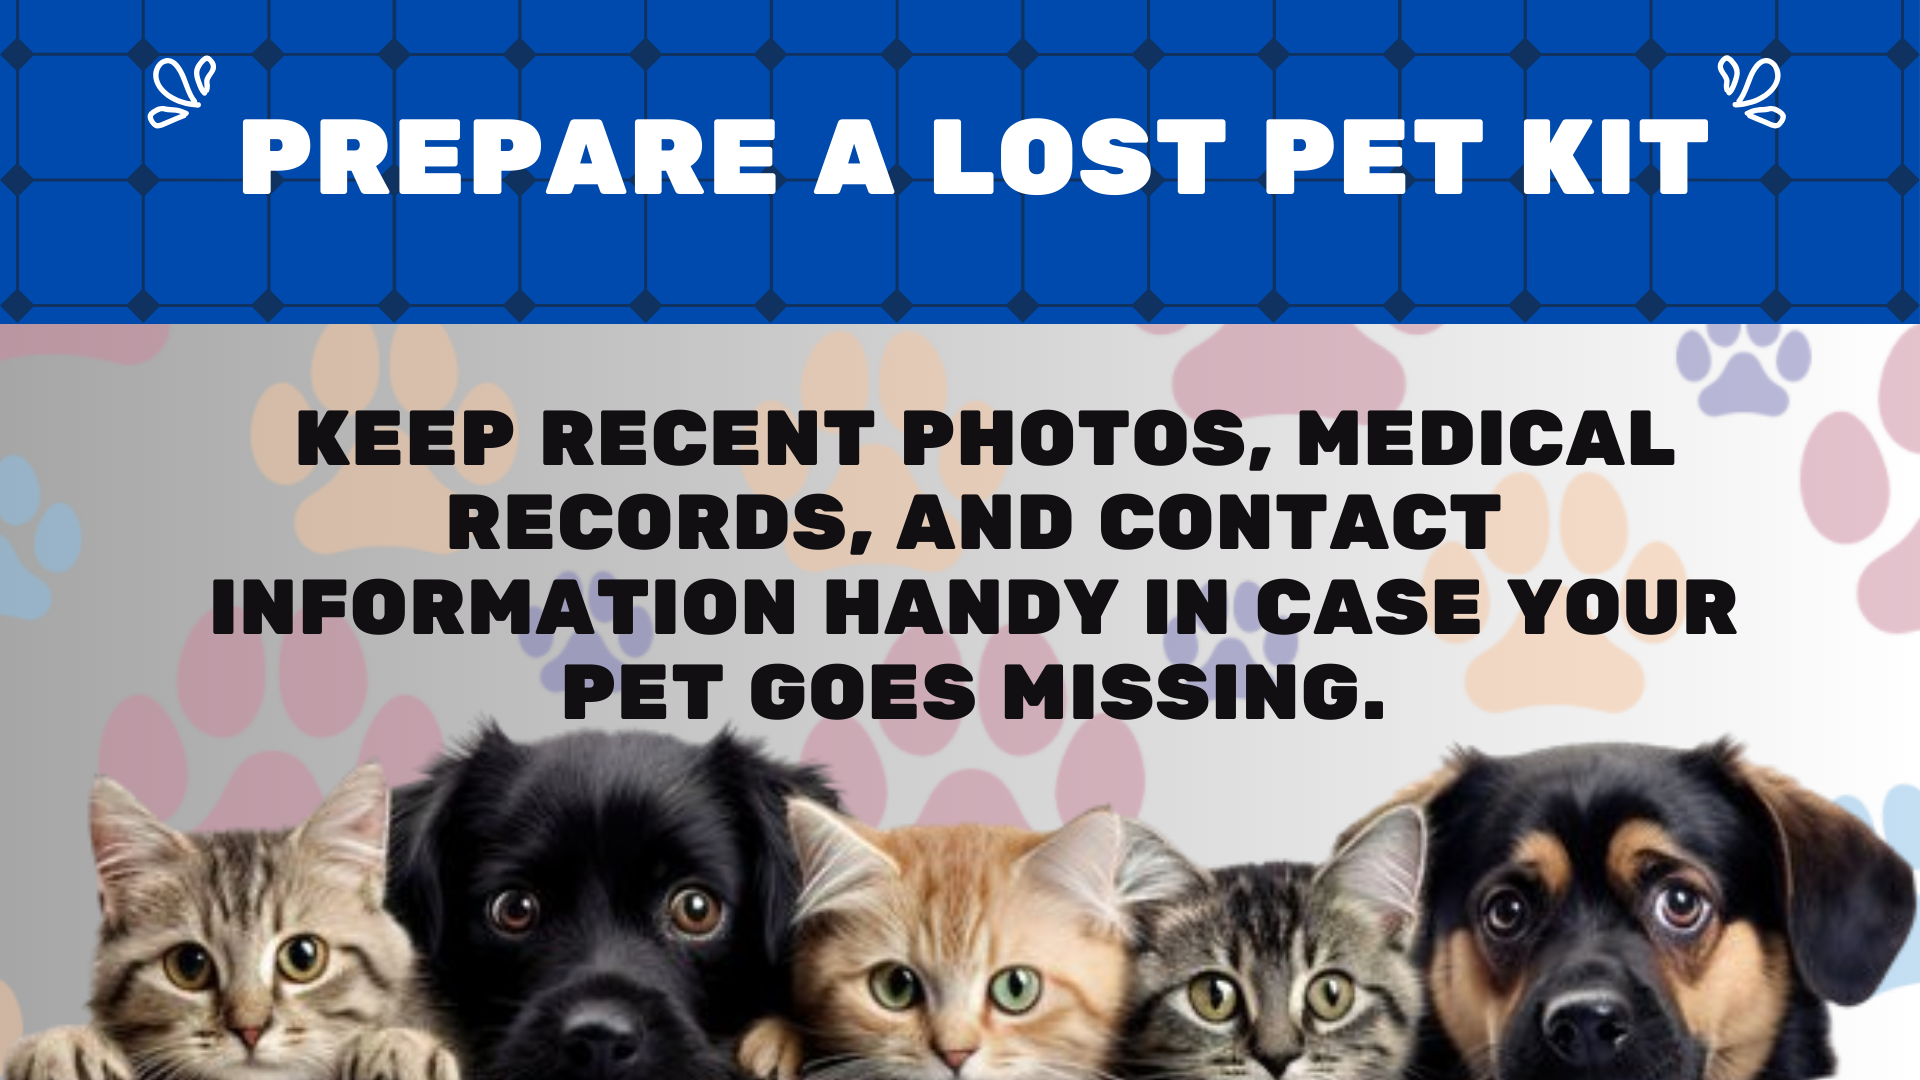 PREPARE A LOST PET KIT
KEEP RECENT PHOTOS, MEDICAL
RECORDS, AND CONTACT
INFORMATION HANDY IN CASE YOUR
PET GOES MISSING.